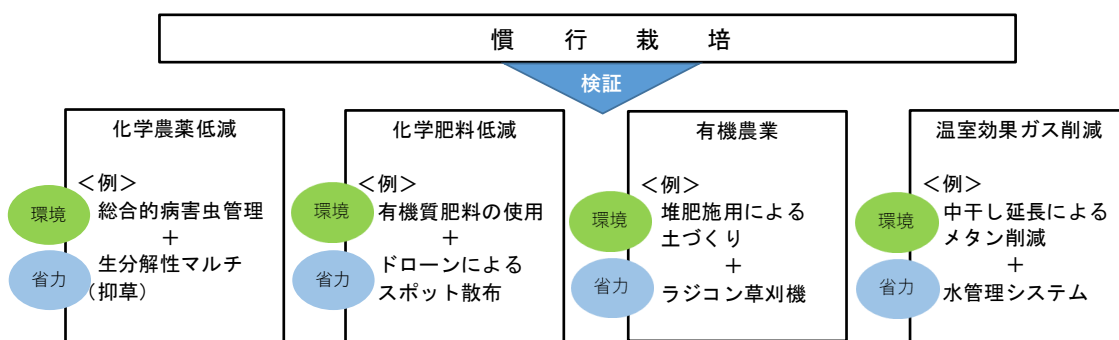 慣行栽培
検証
化学農薬低減
<例>
環境
総合的病害虫管理
+
省力
生分解性マルチ
(抑草)
化学肥料低減
<例>
環境
有機質肥料の使用
+
省力
ドローンによる
スポット散布
有機農業
<例>
環境
堆肥施用による
土づくり
+
省力
ラジコン草刈機
温室効果ガス削減
<例>
環境
中干し延長による
メタン削減
+
省力
水管理システム